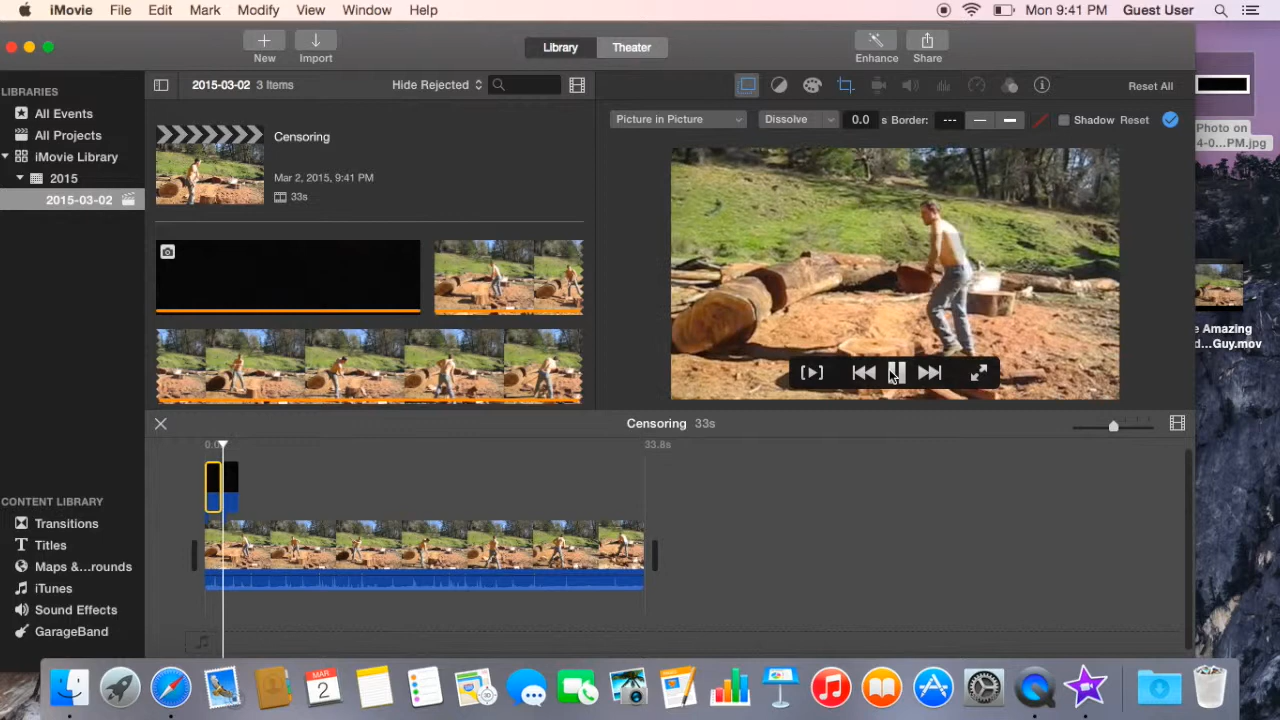 iMovie File Edit Mark Modify View Window Help Mon 9:41 PM Guest User
New Import Library Theater Enhance Share
LIBRARIES
All Events
All Projects
iMovie Library
2015
2015-03-02
2015-03-02 3 Items Hide Rejected
Reset All
Picture in Picture Dissolve 0.0 s Border: Shadow Reset
Censoring
Mar 2, 2015, 9:41 PM
33s
Photo on
4-0...PM.jpg
e Amazing
Guy.mov
Censoring 33s
0.0
33.8s
CONTENT LIBRARY
Transitions
T Titles
Maps &...rounds
iTunes
Sound Effects
GarageBand
MAR
2